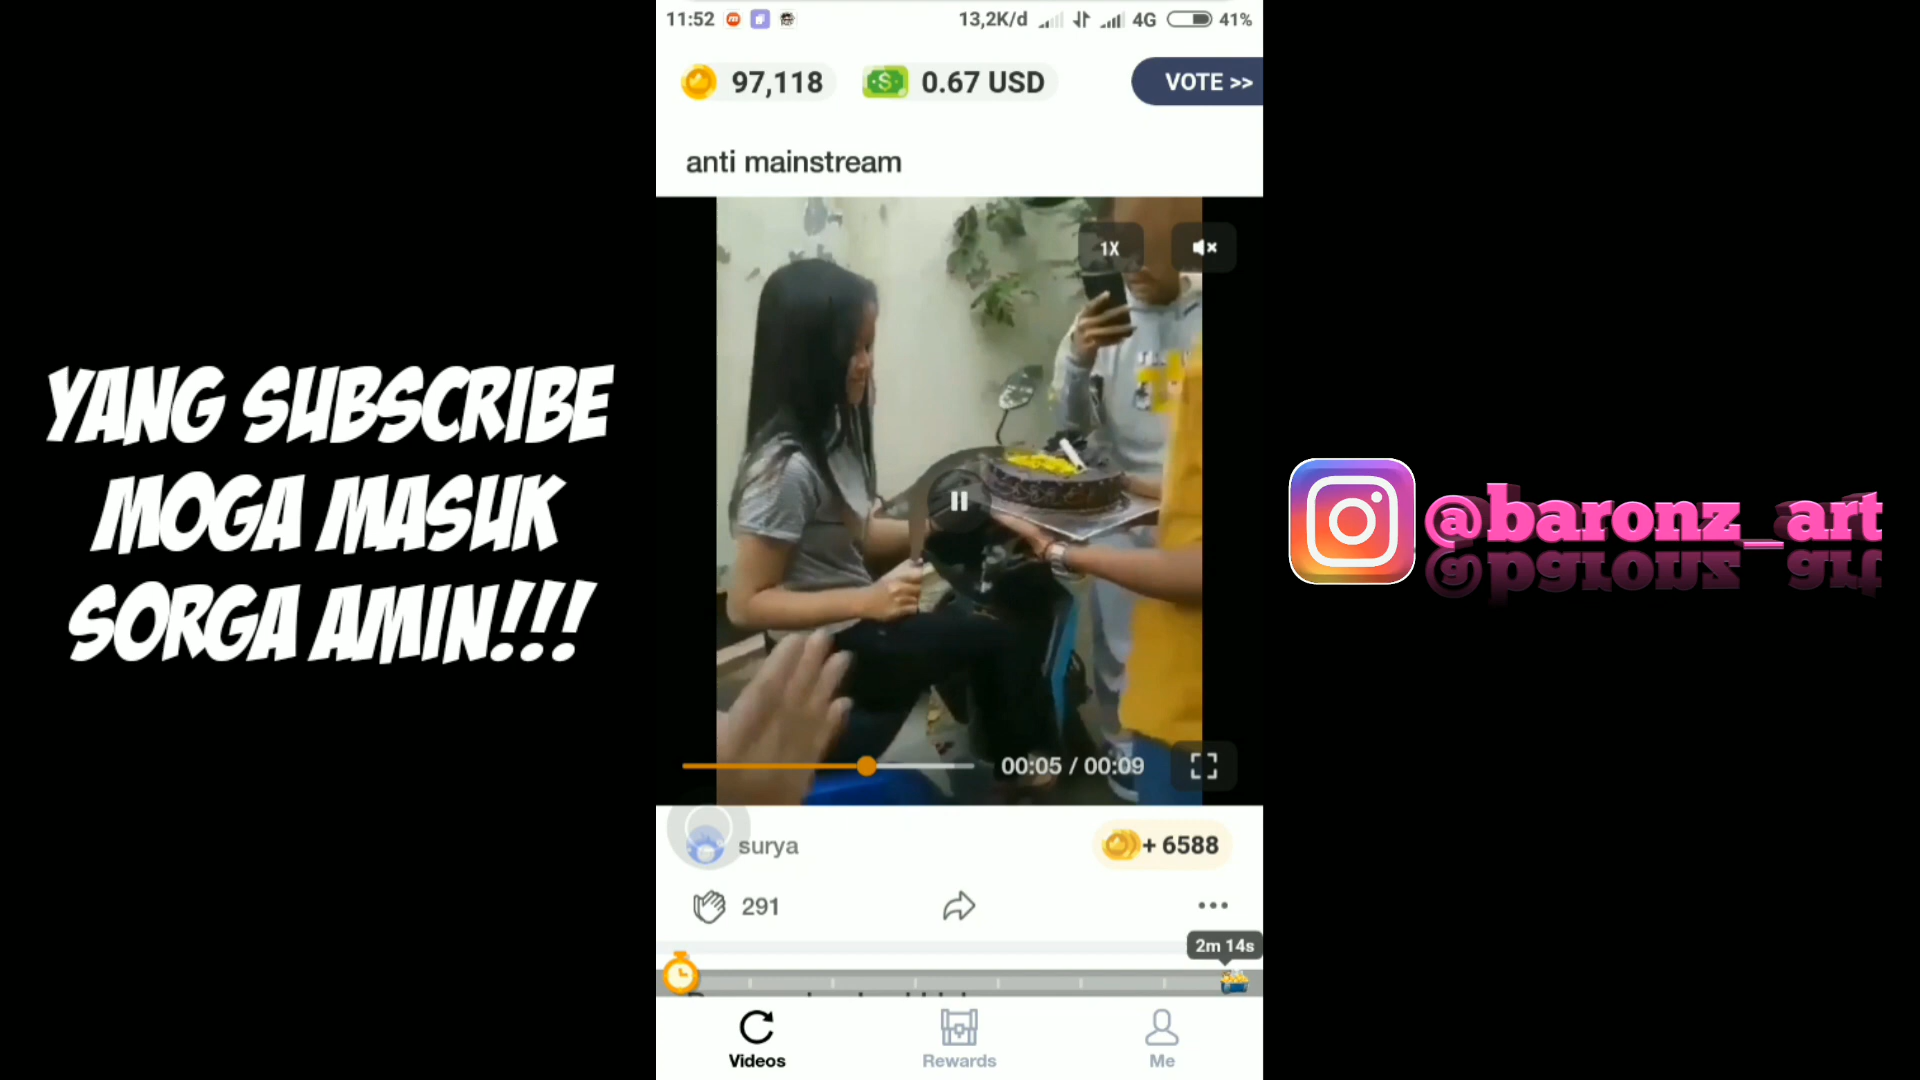 11:52 13,2K/d 4G 41%
97,118 0.67 USD VOTE >>
anti mainstream
1X
YANG SUBSCRIBE
MOGA MASUK
SORGA AMIN!!!
@baronz_art
00:05 / 00:09
surya + 6588
291
2m 14s
Videos Rewards Me